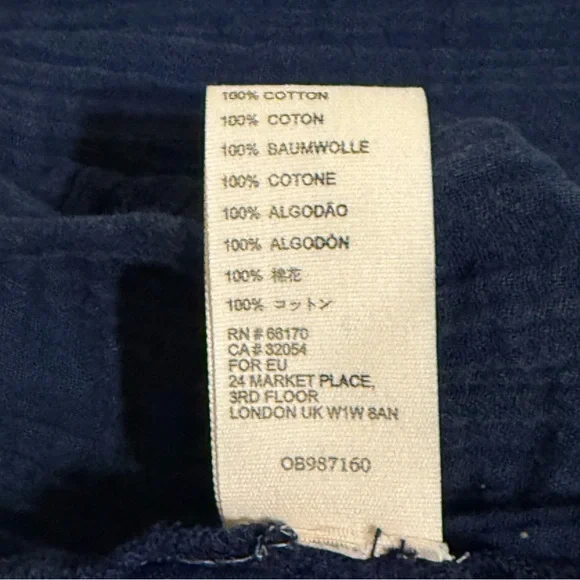 100% COTTON
100% COTON
100% BAUMWOLLE
100% COTONE
100% ALGODÃO
100% ALGODÓN
100% 棉花
100% コットン
RN # 66170
CA# 32054
FOR EU
24 MARKET PLACE,
3RD FLOOR
LONDON UK W1W 8AN
OB987160